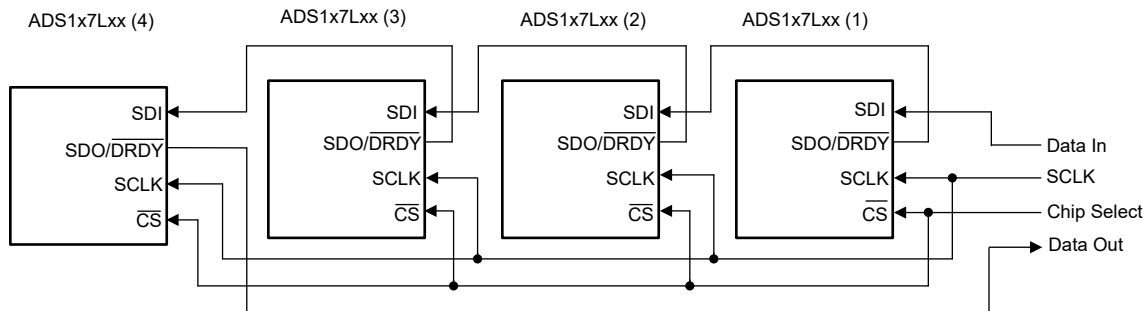 ADS1x7Lxx (4)
ADS1x7Lxx (3)
ADS1x7Lxx (2)
ADS1x7Lxx (1)
SDI
SDO/DRDY
SCLK
CS
SDI
SDO/DRDY
SCLK
CS
SDI
SDO/DRDY
SCLK
CS
SDI
SDO/DRDY
SCLK
CS
Data In
SCLK
Chip Select
Data Out